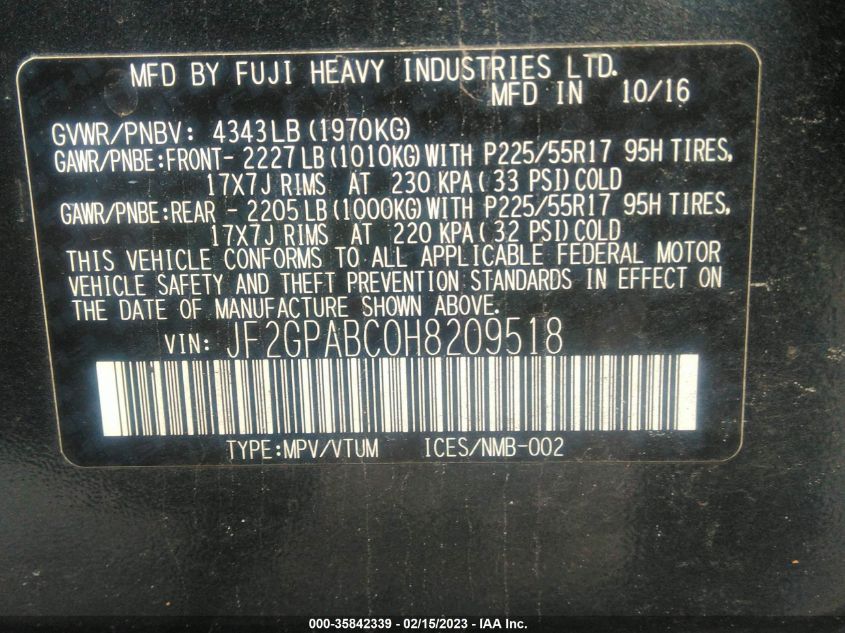 MFD BY FUJI HEAVY INDUSTRIES LTD.
MFD IN 10/16
GVWR/PNBV: 4343LB (1970KG)
GAWR/PNBE:FRONT- 2227 LB (1010KG) WITH P225/55R17 95H TIRES,
17X7J RIMS AT 230 KPA ( 33 PSI) COLD
GAWR/PNBE:REAR - 2205 LB (1000KG) WITH P225/55R17 95H TIRES,
17X7J RIMS AT 220 KPA ( 32 PSI) COLD
THIS VEHICLE CONFORMS TO ALL APPLICABLE FEDERAL MOTOR
VEHICLE SAFETY AND THEFT PREVENTION STANDARDS IN EFFECT ON
THE DATE OF MANUFACTURE SHOWN ABOVE.
VIN: JF2GPABC0H8209518
TYPE:MPV/VTUM ICES/NMB-002
000-35842339 - 02/15/2023 - IAA Inc.